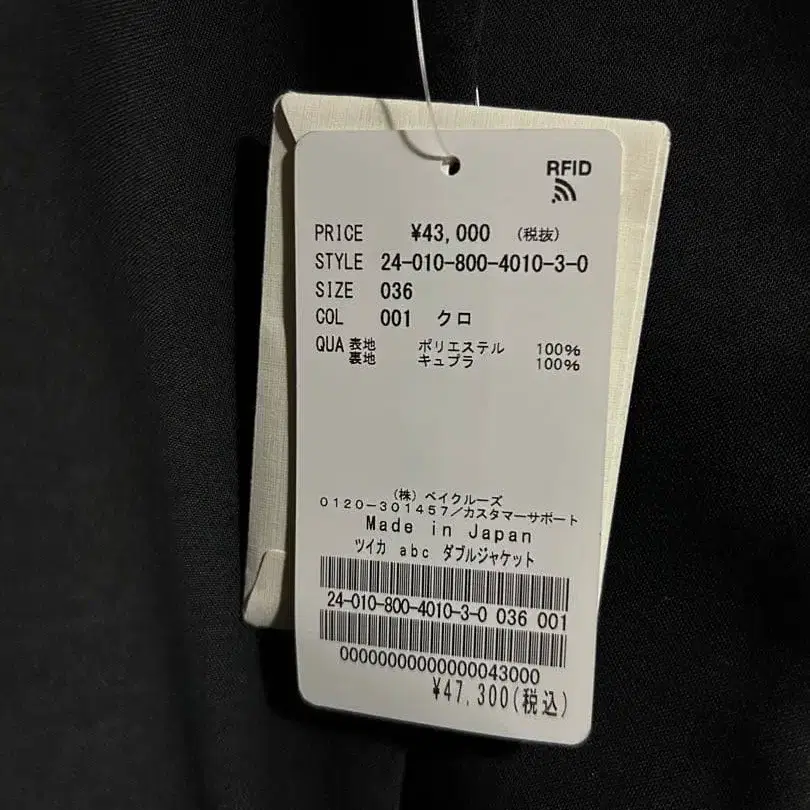 RFID
PRICE ¥43,000 (税抜)
STYLE 24-010-800-4010-3-0
SIZE 036
COL 001 クロ
QUA 表地 ポリエステル 100%
裏地 キュプラ 100%
(株) ベイクルーズ
0120-301457/カスタマーサポート
Made in Japan
ツイカ abc ダブルジャケット
24-010-800-4010-3-0 036 001
00000000000000043000
¥47,300(税込)